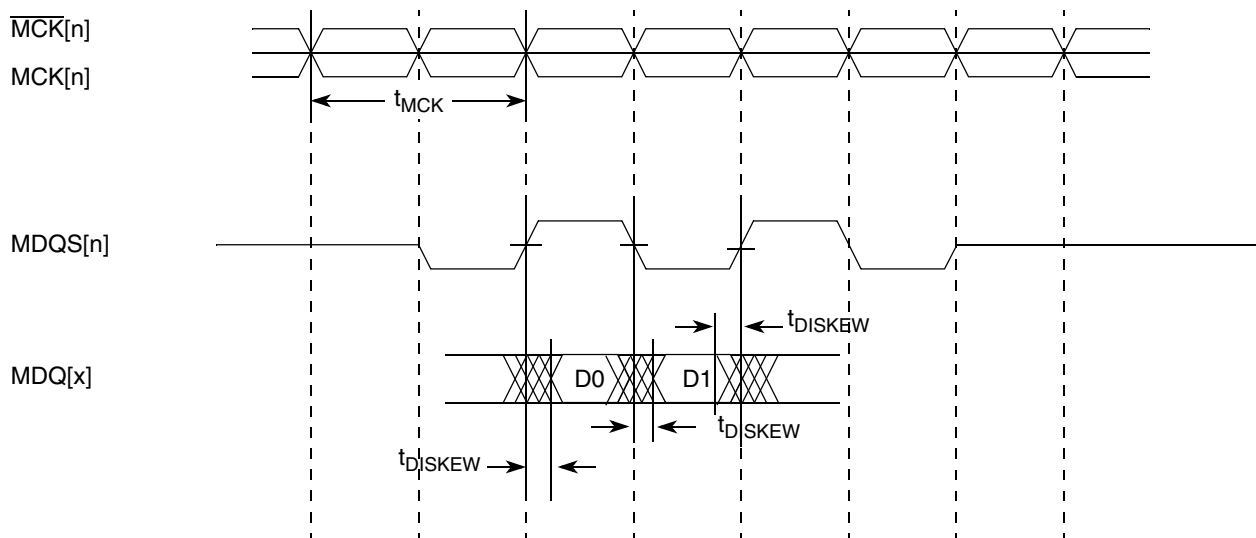 MCK[n]
MCK[n]
tMCK
MDQS[n]
tDISKEW
MDQ[x]
D0
D1
tDISKEW
tDISKEW